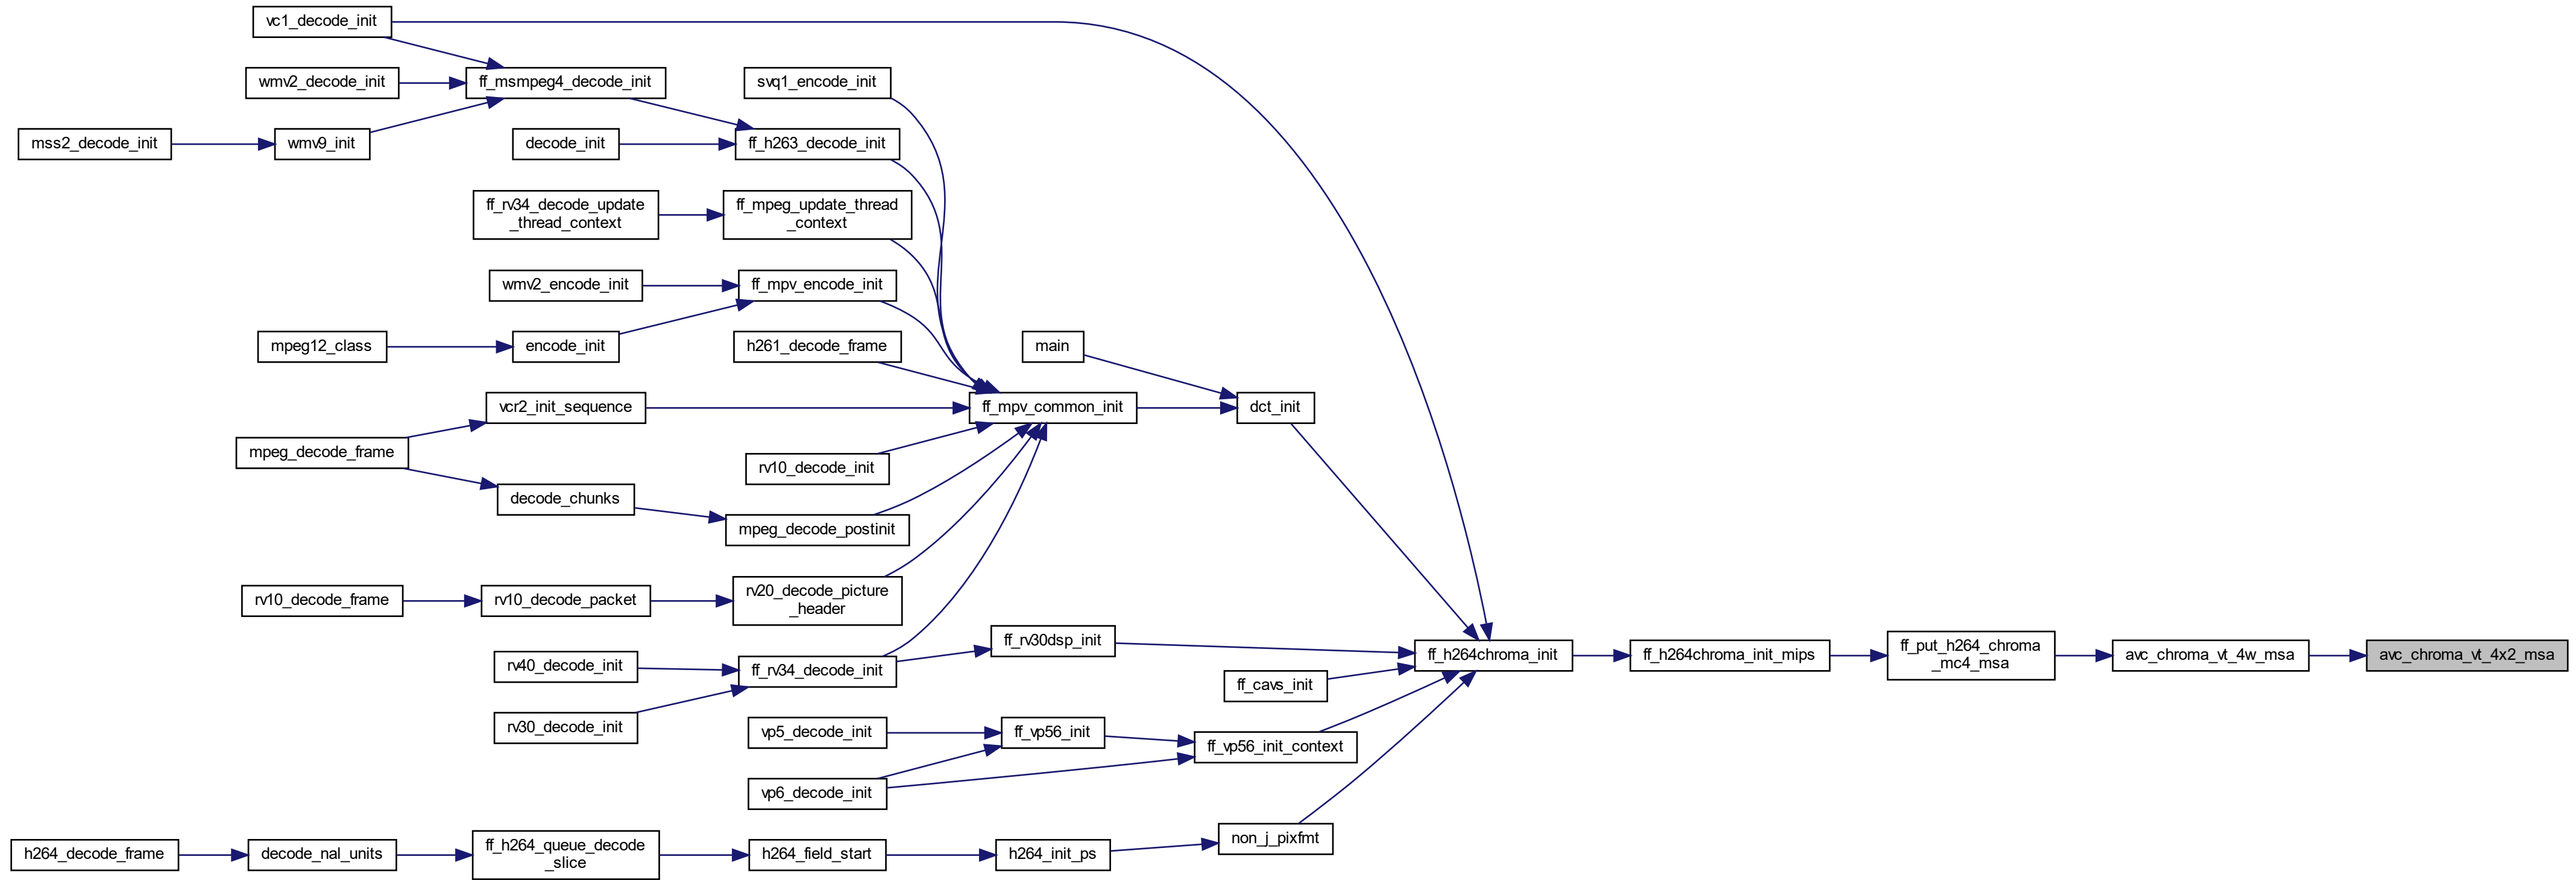 vc1_decode_init
wmv2_decode_init
ff_msmpeg4_decode_init
svq1_encode_init
mss2_decode_init
wmv9_init
decode_init
ff_h263_decode_init
ff_rv34_decode_update
_thread_context
ff_mpeg_update_thread
_context
wmv2_encode_init
ff_mpv_encode_init
mpeg12_class
encode_init
h261_decode_frame
main
vcr2_init_sequence
ff_mpv_common_init
dct_init
mpeg_decode_frame
rv10_decode_init
decode_chunks
mpeg_decode_postinit
rv10_decode_frame
rv10_decode_packet
rv20_decode_picture
_header
ff_rv30dsp_init
rv40_decode_init
ff_rv34_decode_init
ff_h264chroma_init
ff_h264chroma_init_mips
ff_put_h264_chroma
_mc4_msa
avc_chroma_vt_4w_msa
avc_chroma_vt_4x2_msa
ff_cavs_init
rv30_decode_init
vp5_decode_init
ff_vp56_init
ff_vp56_init_context
vp6_decode_init
non_j_pixfmt
h264_decode_frame
decode_nal_units
ff_h264_queue_decode
_slice
h264_field_start
h264_init_ps